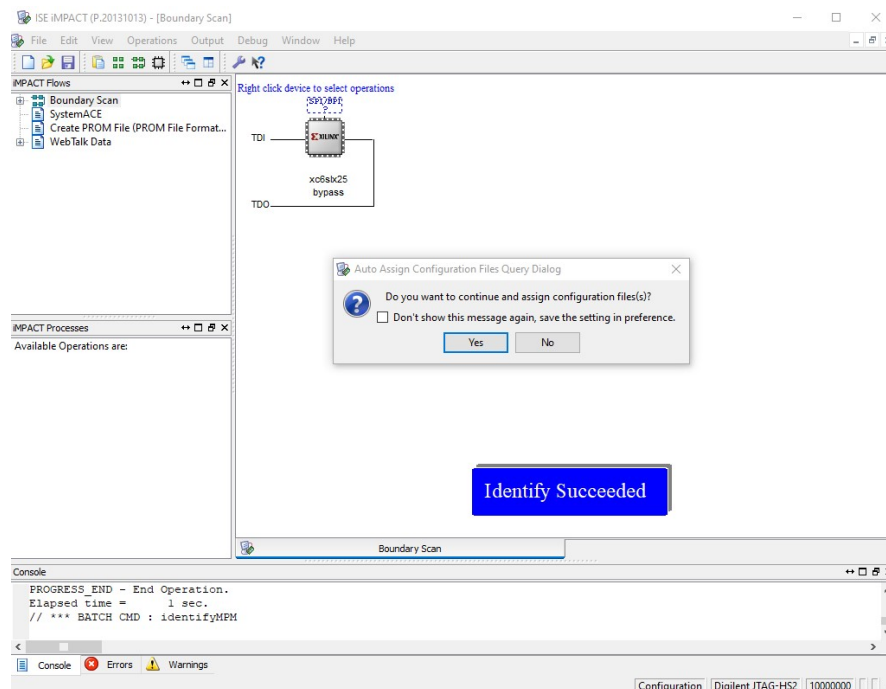 ISE iMPACT (P.20131013) - [Boundary Scan]
File Edit View Operations Output Debug Window Help
iMPACT Flows
Boundary Scan
SystemACE
Create PROM File (PROM File Format...
WebTalk Data
Right click device to select operations
SPI/BPI
?
TDI
XILINX
xc6slx25
bypass
TDO
Auto Assign Configuration Files Query Dialog
Do you want to continue and assign configuration files(s)?
Don't show this message again, save the setting in preference.
Yes No
iMPACT Processes
Available Operations are:
Identify Succeeded
Boundary Scan
Console
PROGRESS_END - End Operation.
Elapsed time = 1 sec.
// *** BATCH CMD : identifyMPM
Console Errors Warnings
Configuration Digilent JTAG-HS2 10000000